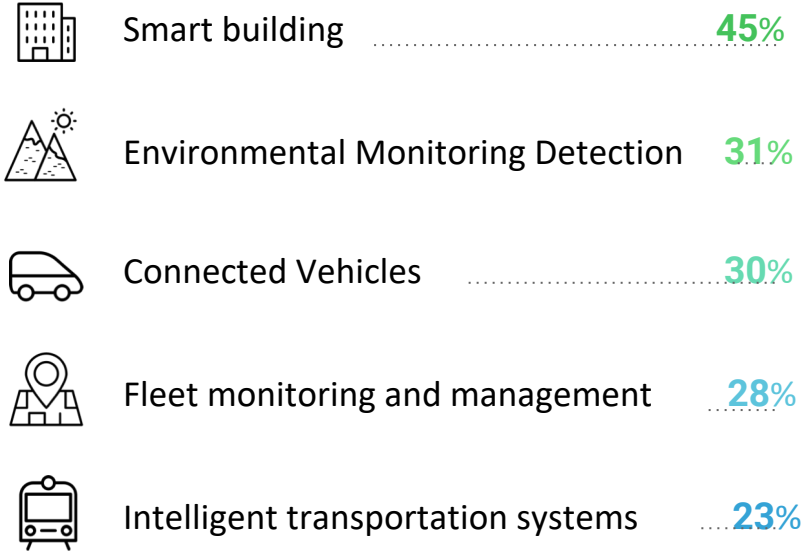 Smart building 45%
Environmental Monitoring Detection 31%
Connected Vehicles 30%
Fleet monitoring and management 28%
Intelligent transportation systems 23%